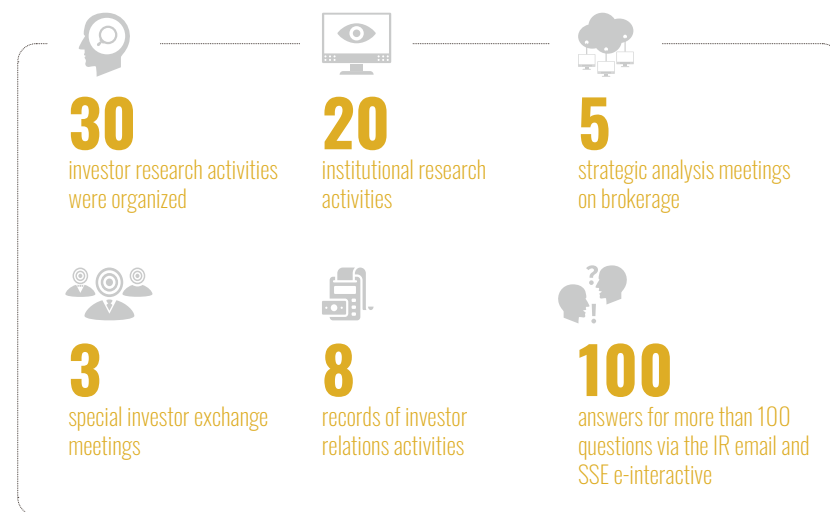 30
investor research activities
were organized
20
institutional research
activities
5
strategic analysis meetings
on brokerage
3
special investor exchange
meetings
8
records of investor
relations activities
?
!
100
answers for more than 100
questions via the IR email and
SSE e-interactive